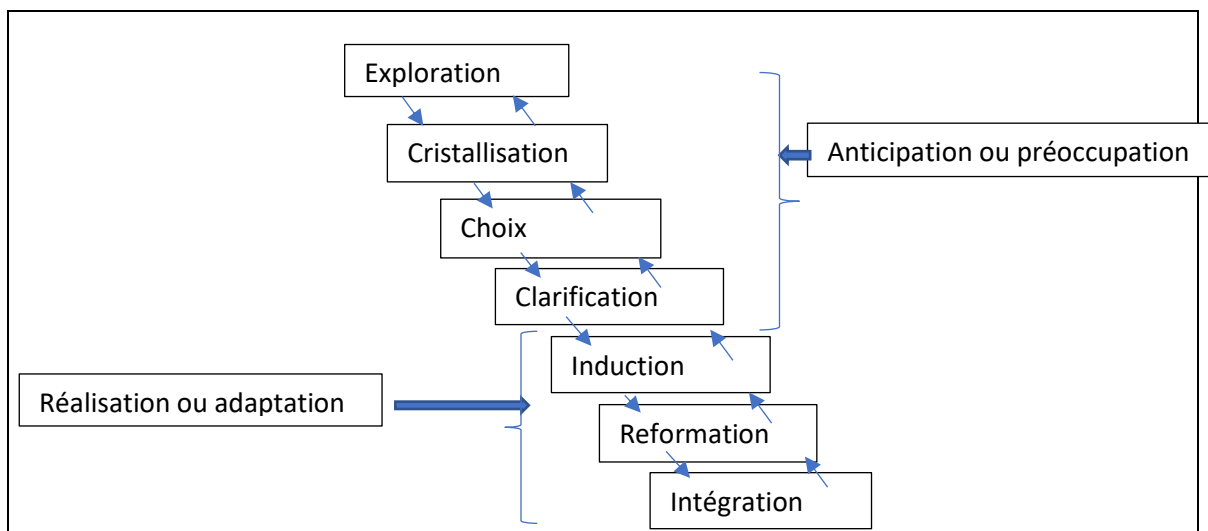 Exploration
Cristallisation
Anticipation ou préoccupation
Choix
Clarification
Induction
Réalisation ou adaptation
Reformation
Intégration